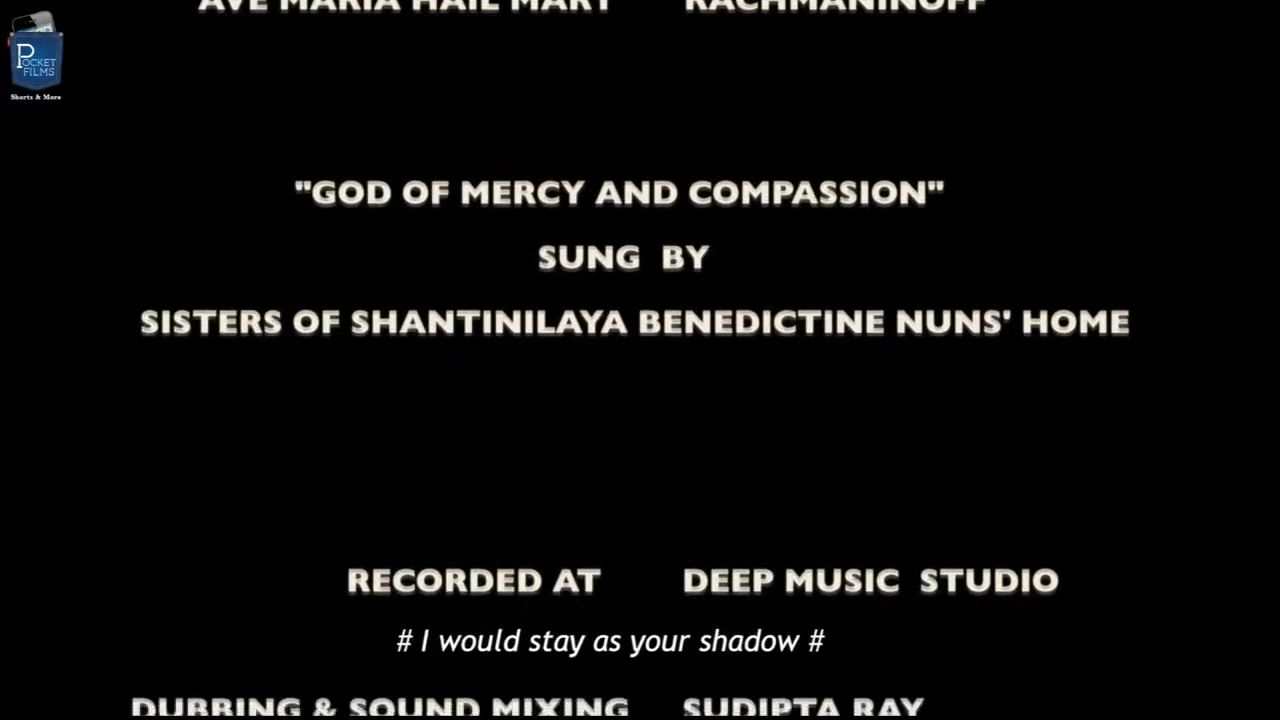 AVE MARIA HAIL MARY RACHMANINOFF
POCKET
FILMS
Shorts & More
"GOD OF MERCY AND COMPASSION"
SUNG BY
SISTERS OF SHANTINILAYA BENEDICTINE NUNS' HOME
RECORDED AT DEEP MUSIC STUDIO
# I would stay as your shadow #
DUBBING & SOUND MIXING SUDIPTA RAY